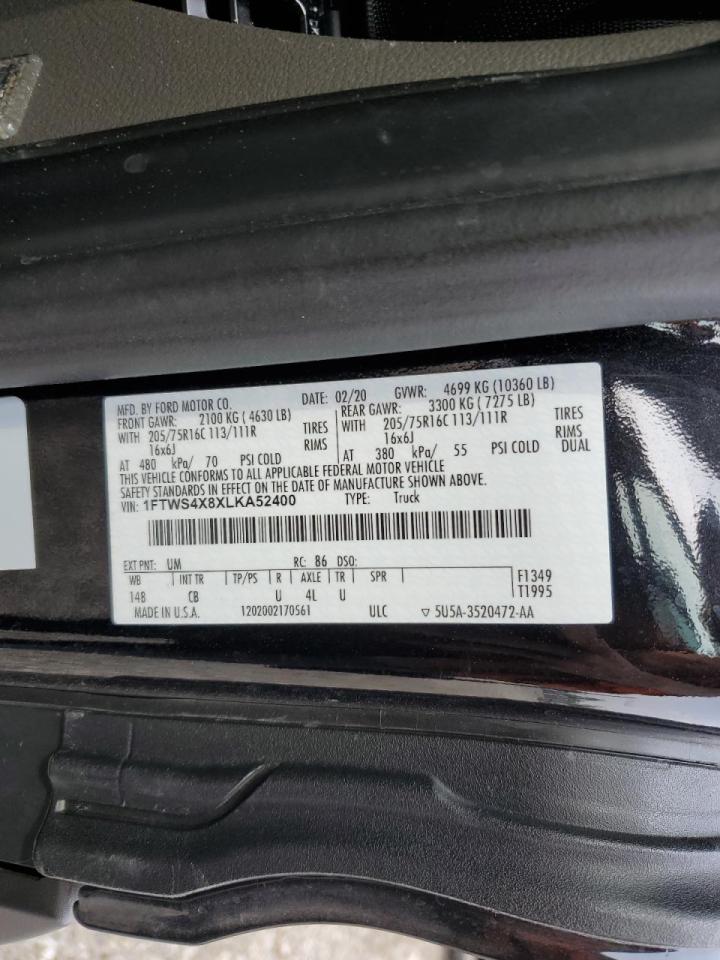 MFD. BY FORD MOTOR CO. DATE: 02/20 GVWR: 4699 KG (10360 LB)
FRONT GAWR: 2100 KG (4630 LB) REAR GAWR: 3300 KG (7275 LB)
WITH 205/75R16C 113/111R TIRES WITH 205/75R16C 113/111R TIRES
16x6J RIMS 16x6J RIMS
AT 480 kPa/ 70 PSI COLD AT 380 kPa/ 55 PSI COLD DUAL
THIS VEHICLE CONFORMS TO ALL APPLICABLE FEDERAL MOTOR VEHICLE
SAFETY STANDARDS IN EFFECT ON THE DATE OF MANUFACTURE SHOWN ABOVE.
VIN: 1FTWS4X8XLKA52400 TYPE: Truck
EXT PNT: UM RC: 86 DSO:
WB INT TR TP/PS R AXLE TR SPR F1349
148 CB U 4L U T1995
MADE IN U.S.A. 1202002170561 ULC ▽ 5U5A-3520472-AA